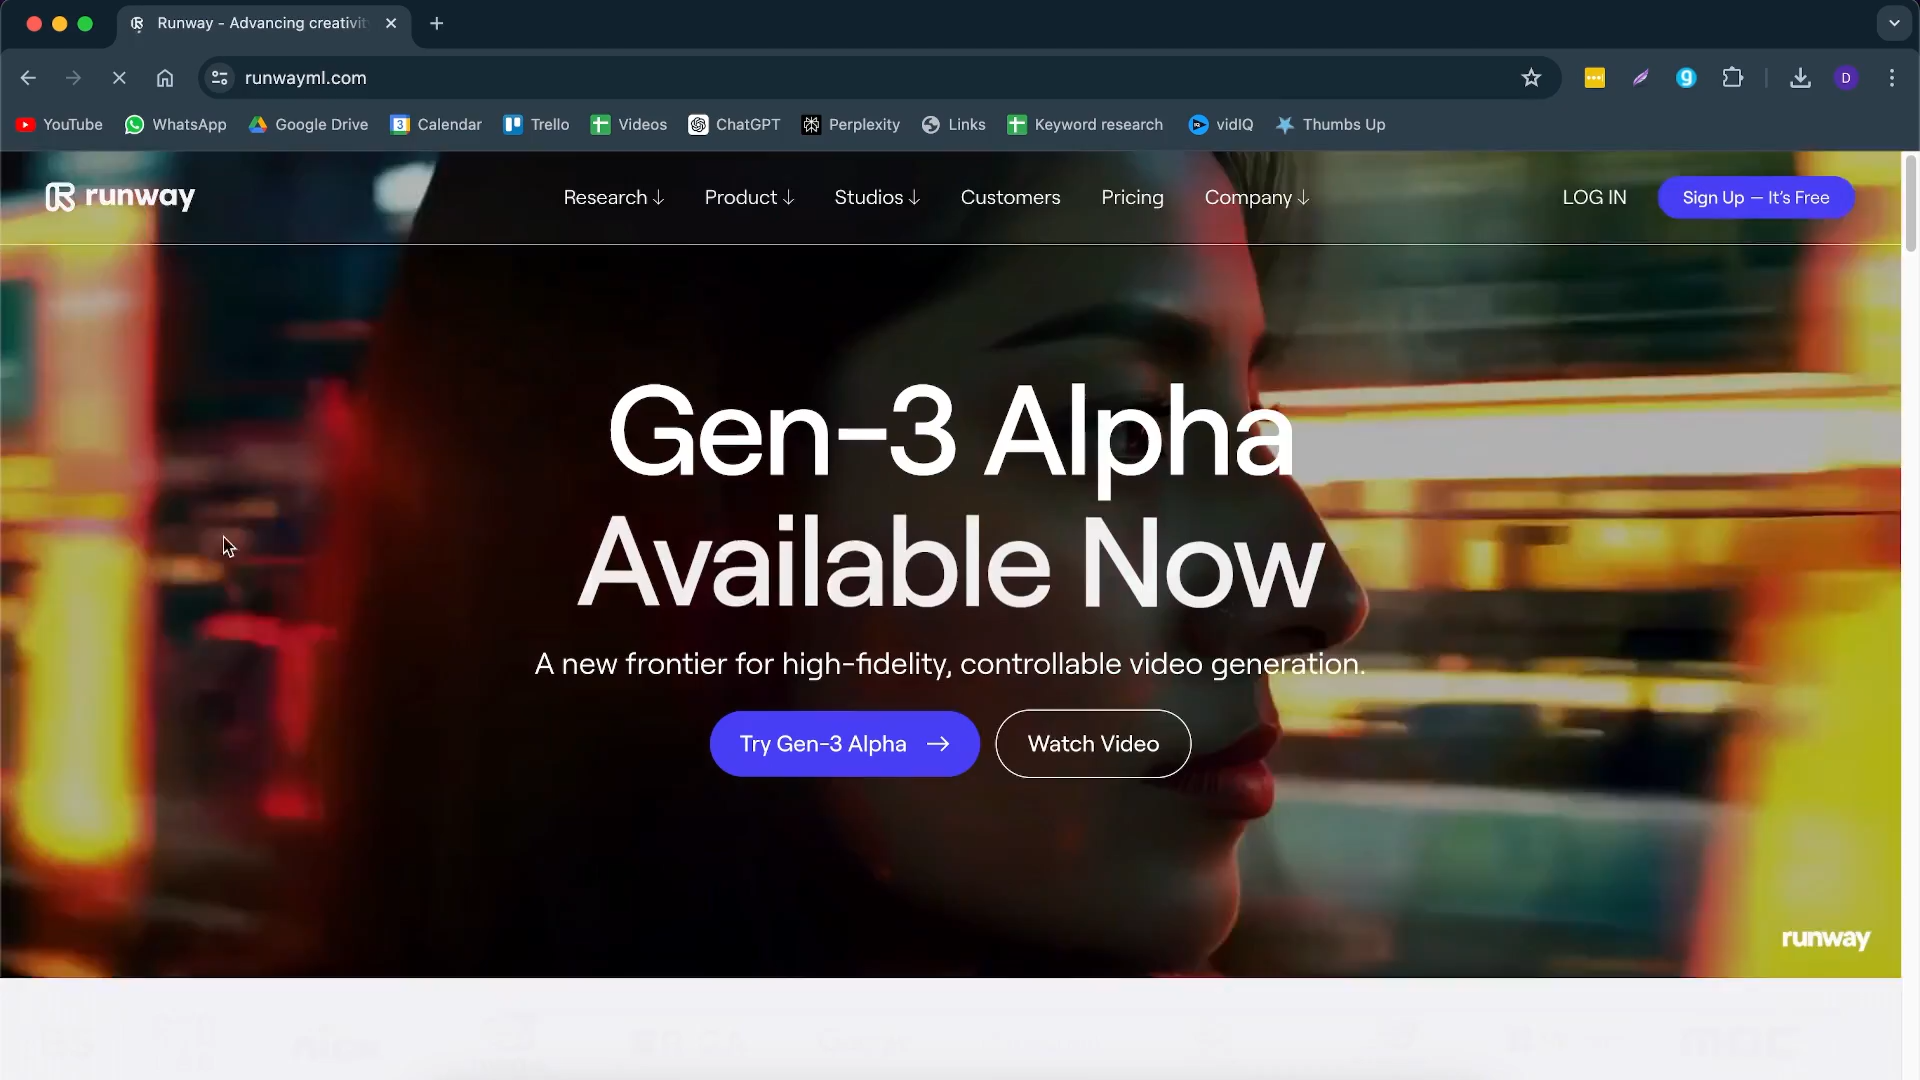 Runway - Advancing creativit
runwayml.com
D
YouTube
WhatsApp
Google Drive
3 Calendar
Trello
Videos
ChatGPT
Perplexity
Links
Keyword research
vidIQ
Thumbs Up
runway
Research ↓
Product ↓
Studios ↓
Customers
Pricing
Company ↓
LOG IN
Sign Up — It's Free
Gen-3 Alpha
Available Now
A new frontier for high-fidelity, controllable video generation.
Try Gen-3 Alpha →
Watch Video
runway